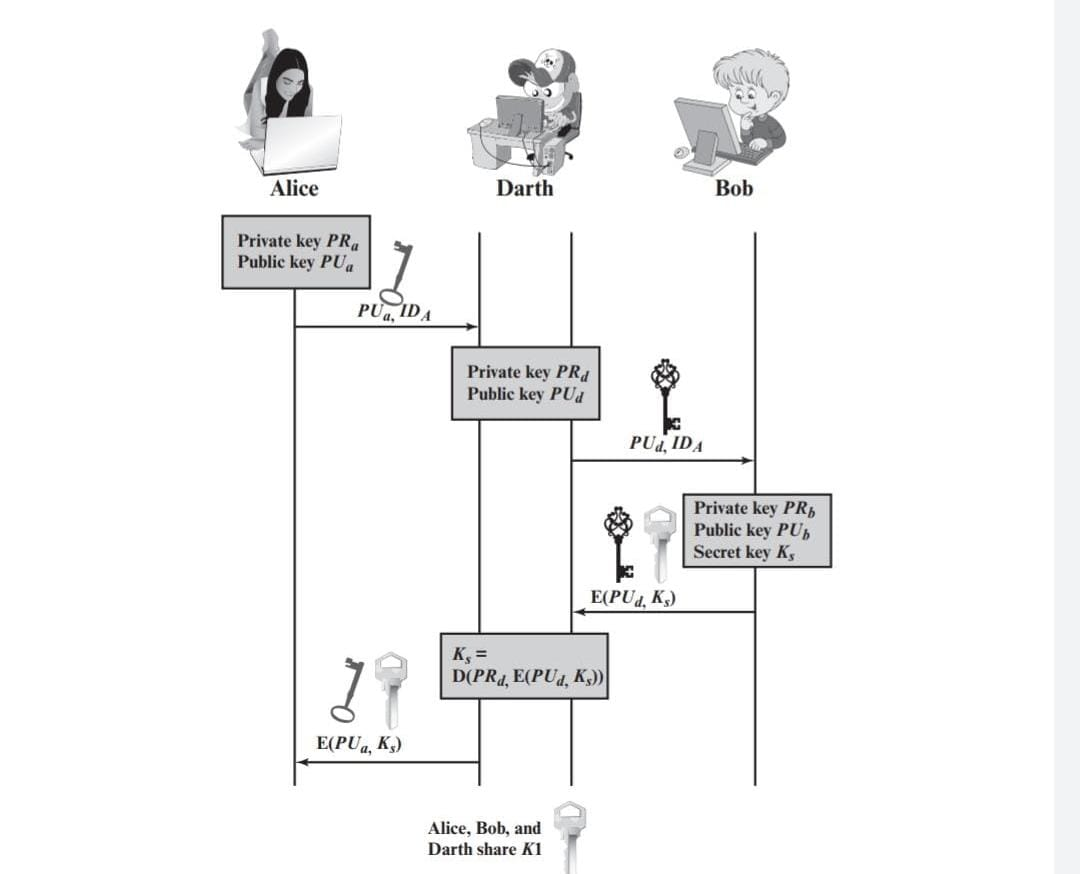 Alice
Darth
Bob
Private key PRa
Public key PUa
PUa, IDA
Private key PRd
Public key PUd
PUd, IDA
Private key PRb
Public key PUb
Secret key Ks
E(PUd, Ks)
Ks =
D(PRd, E(PUd, Ks))
E(PUa, Ks)
Alice, Bob, and
Darth share K1